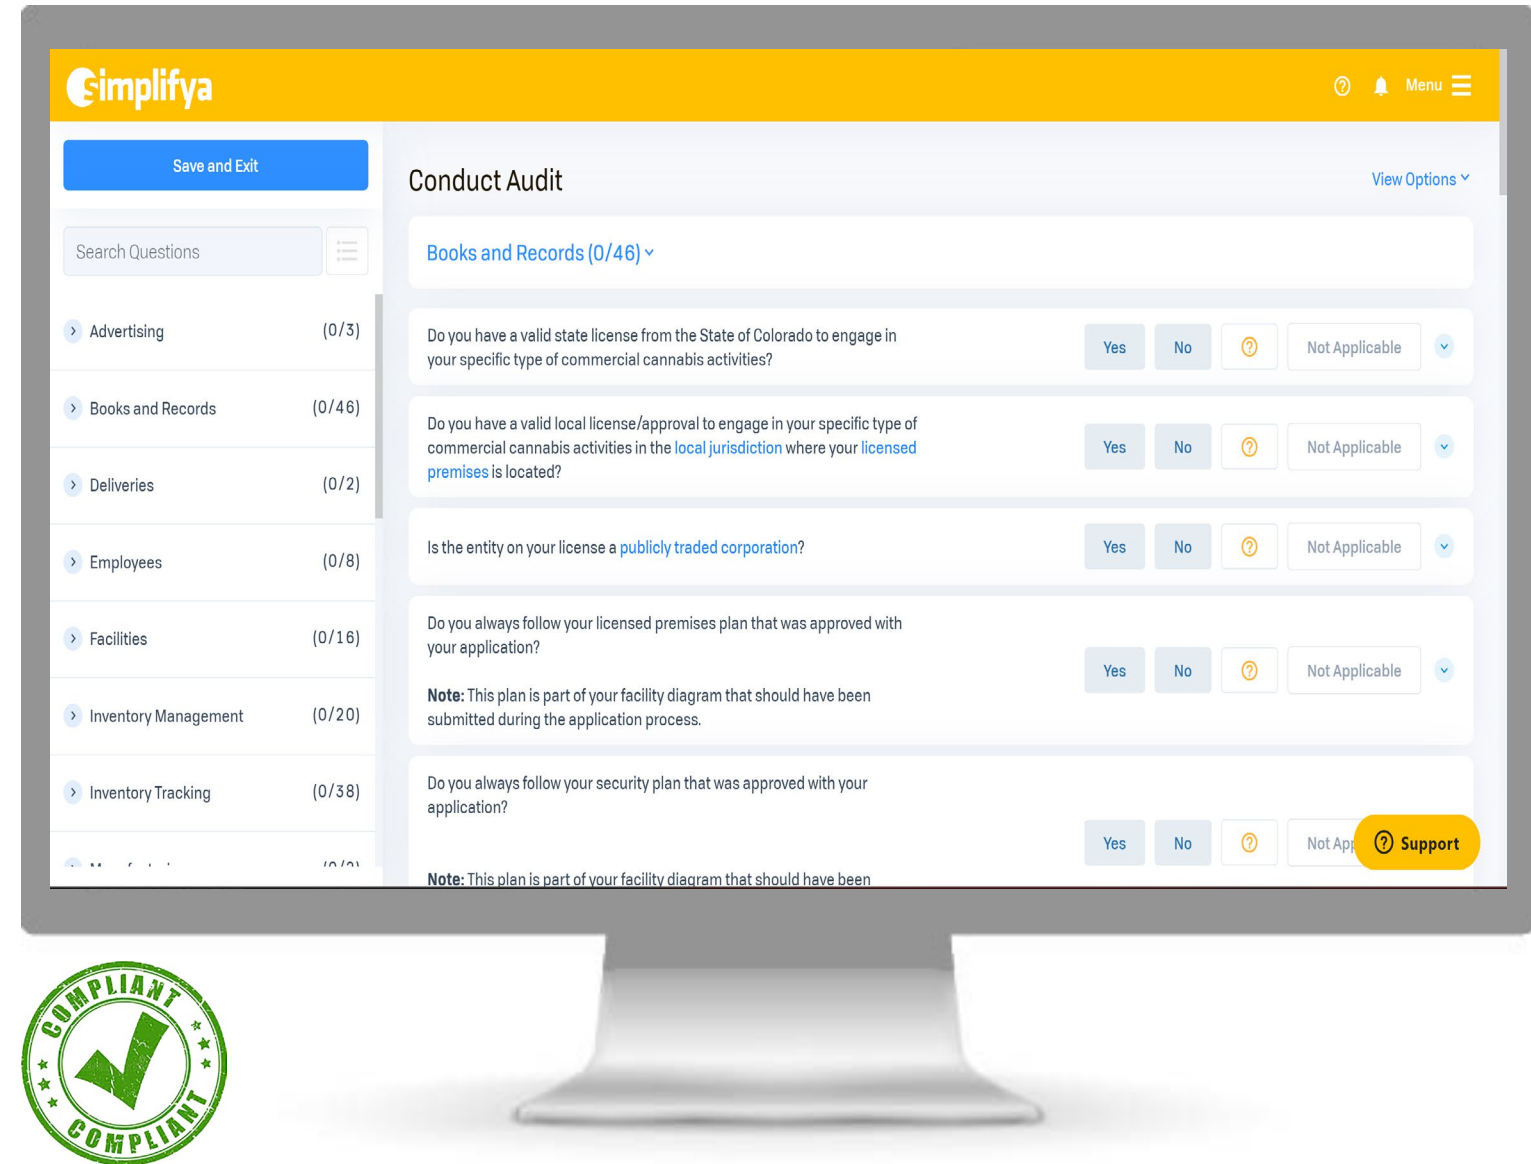 Simplifya
Menu
Save and Exit
Conduct Audit
View Options
Search Questions
Books and Records (0/46)
Advertising (0/3)
Books and Records (0/46)
Deliveries (0/2)
Employees (0/8)
Facilities (0/16)
Inventory Management (0/20)
Inventory Tracking (0/38)
Do you have a valid state license from the State of Colorado to engage in
your specific type of commercial cannabis activities?
Yes No Not Applicable
Do you have a valid local license/approval to engage in your specific type of
commercial cannabis activities in the local jurisdiction where your licensed
premises is located?
Yes No Not Applicable
Is the entity on your license a publicly traded corporation?
Yes No Not Applicable
Do you always follow your licensed premises plan that was approved with
your application?
Note: This plan is part of your facility diagram that should have been
submitted during the application process.
Yes No Not Applicable
Do you always follow your security plan that was approved with your
application?
Yes No Not App
Support
Note: This plan is part of your facility diagram that should have been
COMPLIANT
COMPLIANT